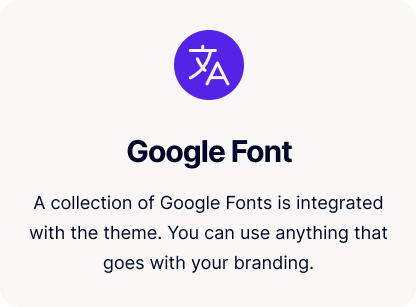 文A
Google Font
A collection of Google Fonts is integrated
with the theme. You can use anything that
goes with your branding.